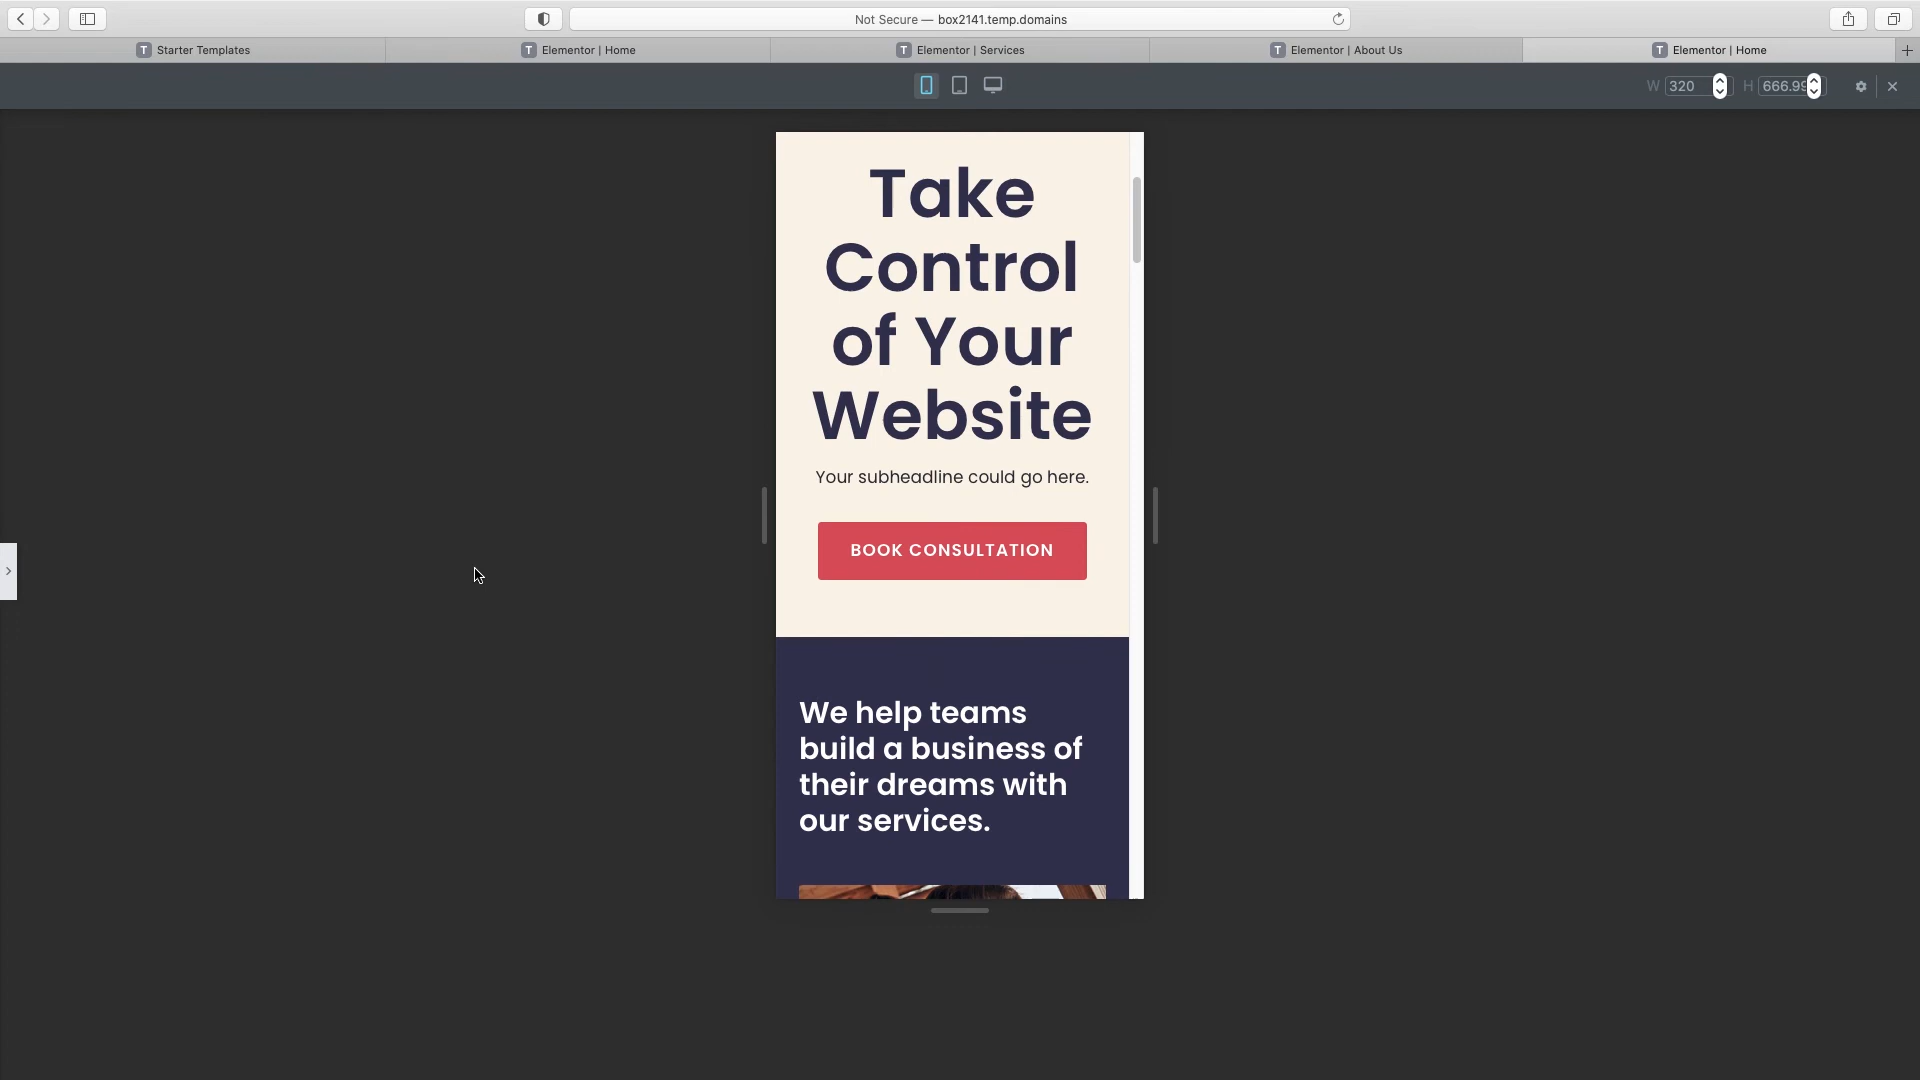 Not Secure — box2141.temp.domains
T Starter Templates
T Elementor | Home
T Elementor | Services
T Elementor | About Us
T Elementor | Home
W 320 H 666.99
Take
Control
of Your
Website
Your subheadline could go here.
BOOK CONSULTATION
We help teams
build a business of
their dreams with
our services.